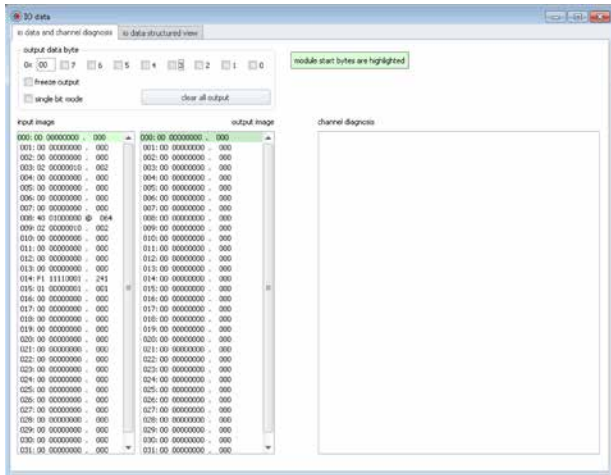 IO data
io data and channel diagnosis
io data structured view
output data byte
0x 00 7 6 5 4 3 2 1 0
freeze output
single bit mode
clear all output
module start bytes are highlighted
input image
output image
channel diagnosis
000: 00 00000000 . 000 000: 00 00000000 . 000
001: 00 00000000 . 000 001: 00 00000000 . 000
002: 00 00000000 . 000 002: 00 00000000 . 000
003: 02 00000010 . 002 003: 00 00000000 . 000
004: 00 00000000 . 000 004: 00 00000000 . 000
005: 00 00000000 . 000 005: 00 00000000 . 000
006: 00 00000000 . 000 006: 00 00000000 . 000
007: 00 00000000 . 000 007: 00 00000000 . 000
008: 40 01000000 @ 064 008: 00 00000000 . 000
009: 02 00000010 . 002 009: 00 00000000 . 000
010: 00 00000000 . 000 010: 00 00000000 . 000
011: 00 00000000 . 000 011: 00 00000000 . 000
012: 00 00000000 . 000 012: 00 00000000 . 000
013: 00 00000000 . 000 013: 00 00000000 . 000
014: F1 11110001 . 241 014: 00 00000000 . 000
015: 01 00000001 . 001 015: 00 00000000 . 000
016: 00 00000000 . 000 016: 00 00000000 . 000
017: 00 00000000 . 000 017: 00 00000000 . 000
018: 00 00000000 . 000 018: 00 00000000 . 000
019: 00 00000000 . 000 019: 00 00000000 . 000
020: 00 00000000 . 000 020: 00 00000000 . 000
021: 00 00000000 . 000 021: 00 00000000 . 000
022: 00 00000000 . 000 022: 00 00000000 . 000
023: 00 00000000 . 000 023: 00 00000000 . 000
024: 00 00000000 . 000 024: 00 00000000 . 000
025: 00 00000000 . 000 025: 00 00000000 . 000
026: 00 00000000 . 000 026: 00 00000000 . 000
027: 00 00000000 . 000 027: 00 00000000 . 000
028: 00 00000000 . 000 028: 00 00000000 . 000
029: 00 00000000 . 000 029: 00 00000000 . 000
030: 00 00000000 . 000 030: 00 00000000 . 000
031: 00 00000000 . 000 031: 00 00000000 . 000